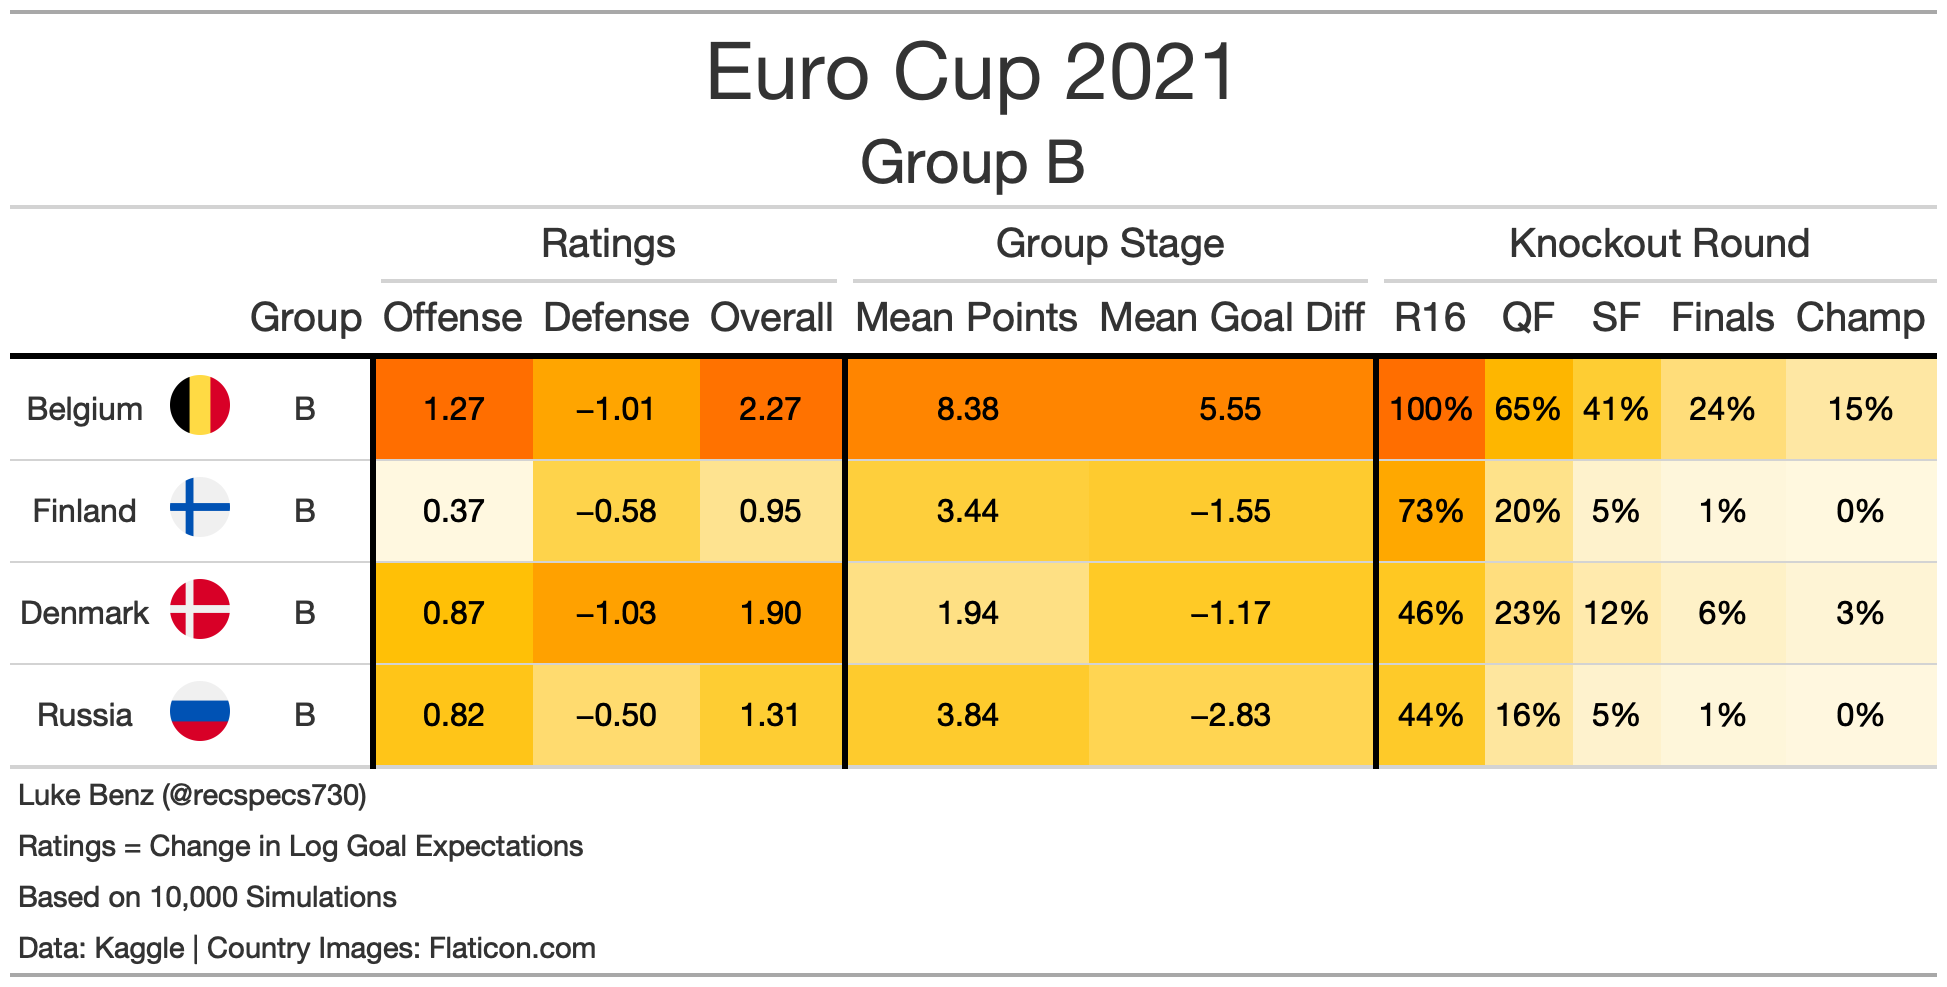 Euro Cup 2021
Group B
Ratings Group Stage Knockout Round
Group Offense Defense Overall Mean Points Mean Goal Diff R16 QF SF Finals Champ
Belgium B 1.27 −1.01 2.27 8.38 5.55 100% 65% 41% 24% 15%
Finland B 0.37 −0.58 0.95 3.44 −1.55 73% 20% 5% 1% 0%
Denmark B 0.87 −1.03 1.90 1.94 −1.17 46% 23% 12% 6% 3%
Russia B 0.82 −0.50 1.31 3.84 −2.83 44% 16% 5% 1% 0%
Luke Benz (@recspecs730)
Ratings = Change in Log Goal Expectations
Based on 10,000 Simulations
Data: Kaggle | Country Images: Flaticon.com